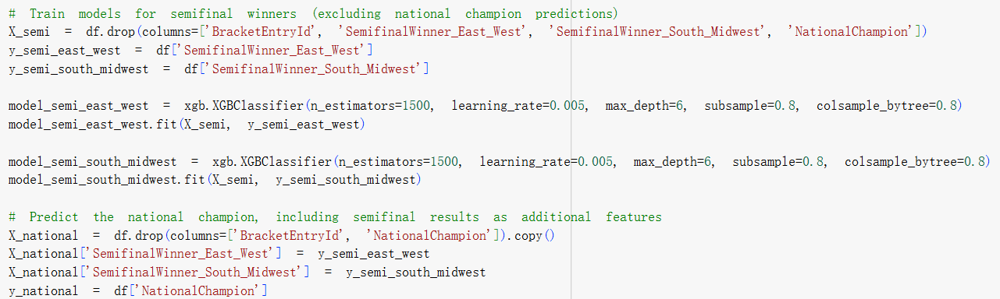 # Train models for semifinal winners (excluding national champion predictions)
X_semi = df.drop(columns=['BracketEntryId', 'SemifinalWinner_East_West', 'SemifinalWinner_South_Midwest', 'NationalChampion'])
y_semi_east_west = df['SemifinalWinner_East_West']
y_semi_south_midwest = df['SemifinalWinner_South_Midwest']
model_semi_east_west = xgb.XGBClassifier(n_estimators=1500, learning_rate=0.005, max_depth=6, subsample=0.8, colsample_bytree=0.8)
model_semi_east_west.fit(X_semi, y_semi_east_west)
model_semi_south_midwest = xgb.XGBClassifier(n_estimators=1500, learning_rate=0.005, max_depth=6, subsample=0.8, colsample_bytree=0.8)
model_semi_south_midwest.fit(X_semi, y_semi_south_midwest)
# Predict the national champion, including semifinal results as additional features
X_national = df.drop(columns=['BracketEntryId', 'NationalChampion']).copy()
X_national['SemifinalWinner_East_West'] = y_semi_east_west
X_national['SemifinalWinner_South_Midwest'] = y_semi_south_midwest
y_national = df['NationalChampion']